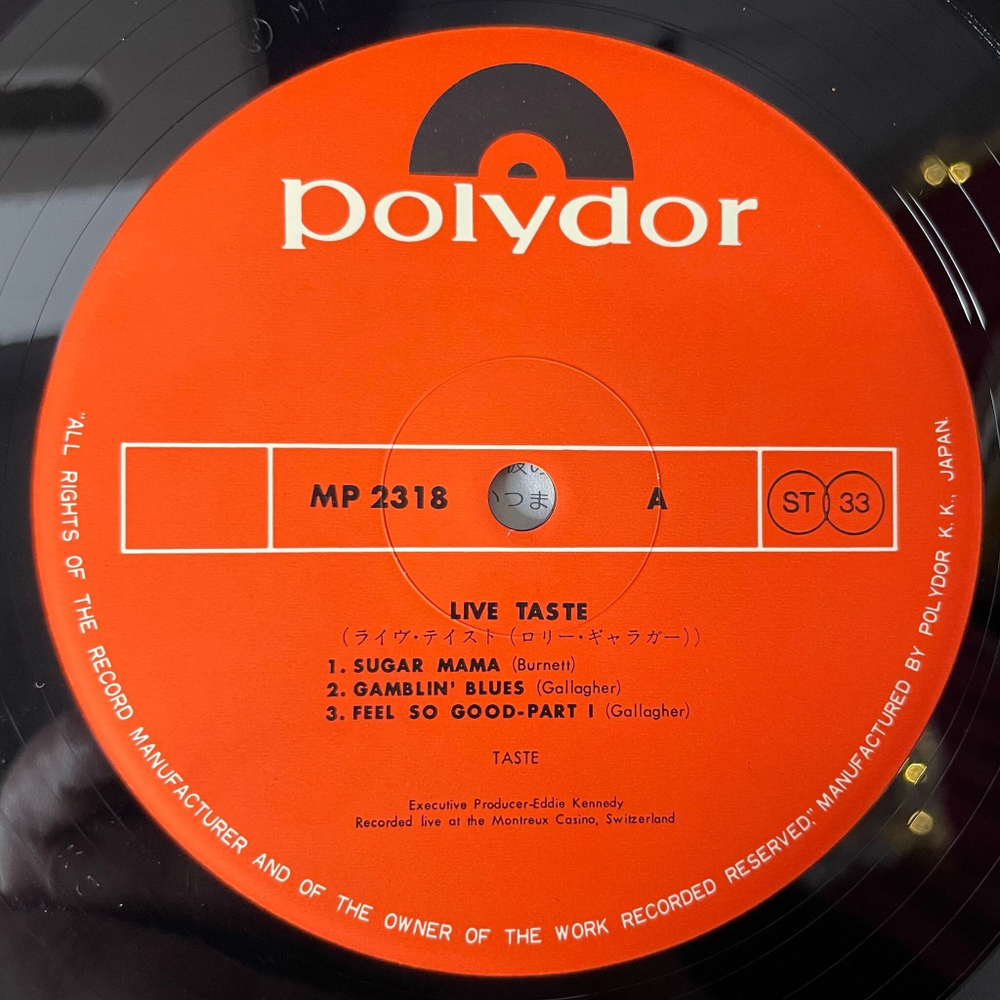 polydor
MP 2318
A
ST 33
LIVE TASTE
(ライヴ・テイスト(ロリー・ギャラガー))
1. SUGAR MAMA (Burnett)
2. GAMBLIN' BLUES (Gallagher)
3. FEEL SO GOOD-PART I (Gallagher)
TASTE
Executive Producer-Eddie Kennedy
Recorded live at the Montreux Casino, Switzerland
"ALL RIGHTS OF THE RECORD MANUFACTURER AND OF THE OWNER OF THE WORK RECORDED RESERVED;" MANUFACTURED BY POLYDOR K. K., JAPAN.